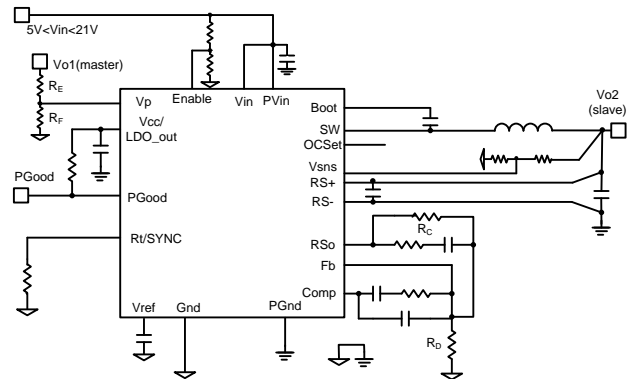 5V<Vin<21V
Vo1(master)
RE
RF
Vp
Enable
Vin
PVin
Vcc/
LDO_out
PGood
PGood
Rt/SYNC
Vref
Gnd
PGnd
Boot
SW
OCSet
Vsns
RS+
RS-
RSo
Fb
Comp
RC
RD
Vo2
(slave)